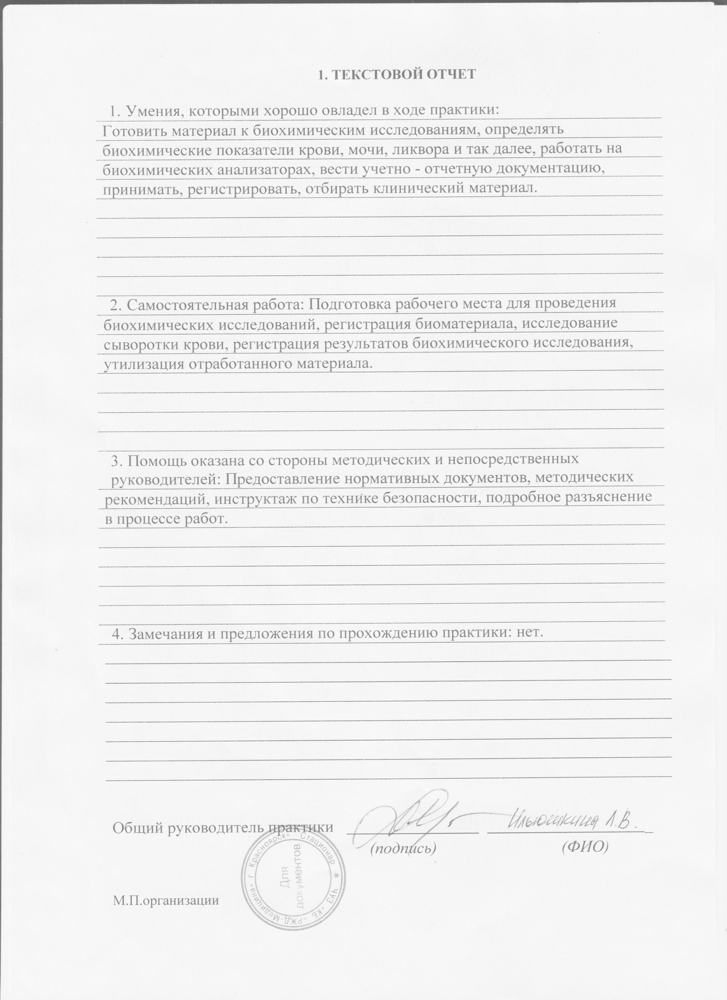 1. ТЕКСТОВОЙ ОТЧЕТ
1. Умения, которыми хорошо овладел в ходе практики:
Готовить материал к биохимическим исследованиям, определять
биохимические показатели крови, мочи, ликвора и так далее, работать на
биохимических анализаторах, вести учетно - отчетную документацию,
принимать, регистрировать, отбирать клинический материал.
2. Самостоятельная работа: Подготовка рабочего места для проведения
биохимических исследований, регистрация биоматериала, исследование
сыворотки крови, регистрация результатов биохимического исследования,
утилизация отработанного материала.
3. Помощь оказана со стороны методических и непосредственных
руководителей: Предоставление нормативных документов, методических
рекомендаций, инструктаж по технике безопасности, подробное разъяснение
в процессе работ.
4. Замечания и предложения по прохождению практики: нет.
Общий руководитель практики Ильюшкина Л.В.
(подпись) (ФИО)
ЧУЗ «КБ «РЖД-Медицина» г Красноярск» Стационар *
Для
документов
М.П.организации